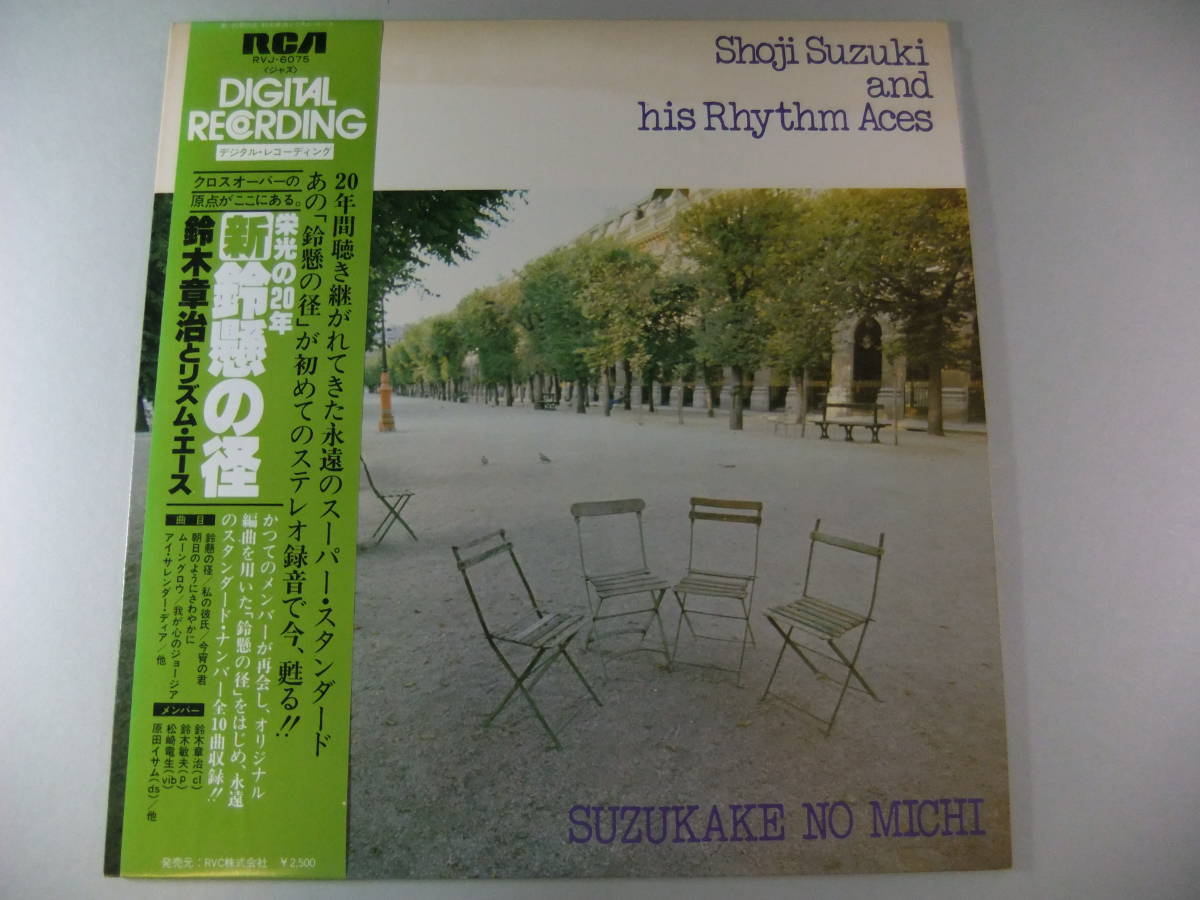 RCA
RVJ-6075
〈ジャズ〉
DIGITAL
RECORDING
デジタル・レコーディング
クロスオーバーの
原点がここにある。
20年間聴き継がれてきた永遠のスーパー・スタンダード
あの「鈴懸の径」が初めてのステレオ録音で今、甦る!!
栄光の20年
新鈴懸の径
鈴木章治とリズム・エース
かつてのメンバーが再会し、オリジナル
編曲を用いた「鈴懸の径」をはじめ、永遠
のスタンダード・ナンバー全10曲収録!!
曲目
鈴懸の径/私の彼氏/今宵の君
朝日のようにさわやかに
ムーングロウ/我が心のジョージア
アイ・サレンダー・ディア/他
メンバー
鈴木章治(cl)
鈴木敏夫(p)
松崎竜生(vib)
原田イサム(ds)/他
発売元:RVC株式会社 ¥2,500
Shoji Suzuki
and
his Rhythm Aces
SUZUKAKE NO MICHI